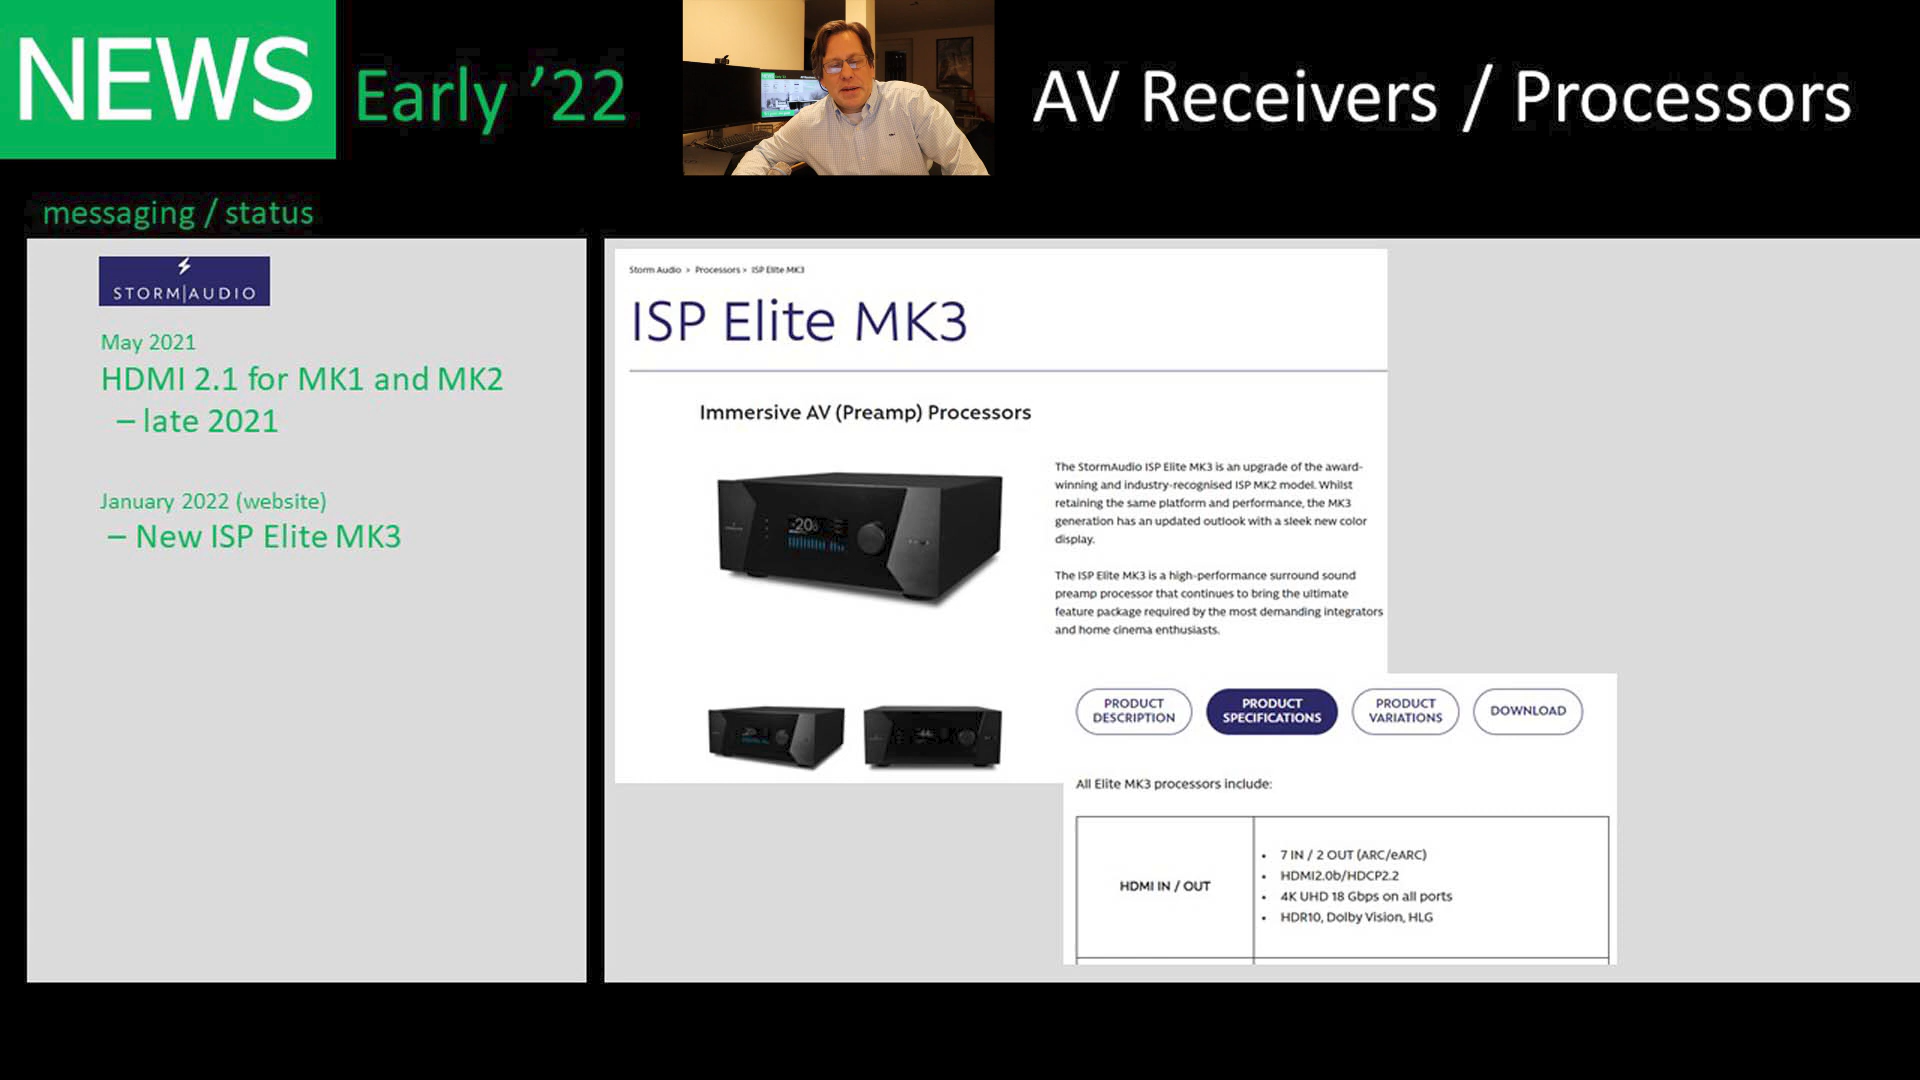 NEWS
Early ’22
AV Receivers / Processors
messaging / status
STORM|AUDIO
May 2021
HDMI 2.1 for MK1 and MK2
– late 2021
January 2022 (website)
– New ISP Elite MK3
Storm Audio > Processors > ISP Elite MK3
ISP Elite MK3
Immersive AV (Preamp) Processors
The StormAudio ISP Elite MK3 is an upgrade of the award-
winning and industry-recognised ISP MK2 model. Whilst
retaining the same platform and performance, the MK3
generation has an updated outlook with a sleek new color
display.
The ISP Elite MK3 is a high-performance surround sound
preamp processor that continues to bring the ultimate
feature package required by the most demanding integrators
and home cinema enthusiasts.
PRODUCT
DESCRIPTION
PRODUCT
SPECIFICATIONS
PRODUCT
VARIATIONS
DOWNLOAD
All Elite MK3 processors include:
HDMI IN / OUT
• 7 IN / 2 OUT (ARC/eARC)
• HDMI2.0b/HDCP2.2
• 4K UHD 18 Gbps on all ports
• HDR10, Dolby Vision, HLG